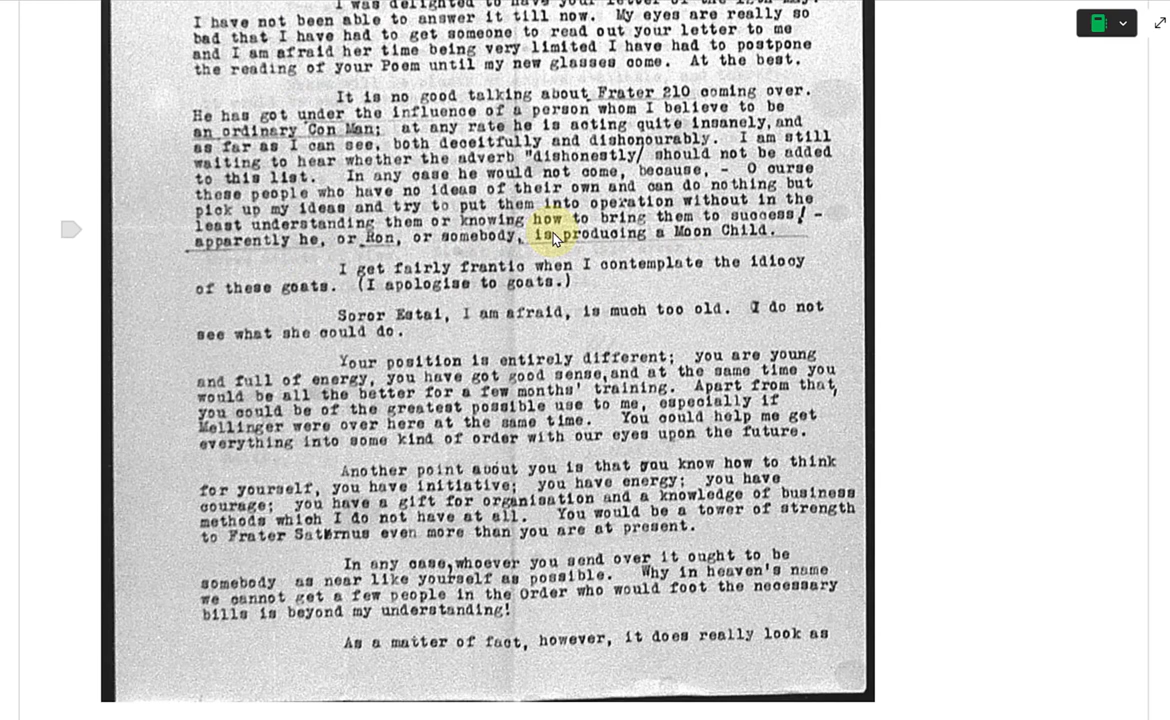 I was delighted to have your letter of the 12th May.
I have not been able to answer it till now. My eyes are really so
bad that I have had to get someone to read out your letter to me
and I am afraid her time being very limited I have had to postpone
the reading of your Poem until my new glasses come. At the best.
It is no good talking about Frater 210 coming over.
He has got under the influence of a person whom I believe to be
an ordinary Con Man; at any rate he is acting quite insanely,and
as far as I can see, both deceitfully and dishonourably. I am still
waiting to hear whether the adverb "dishonestly/ should not be added
to this list. In any case he would not come, because, - O ourse
these people who have no ideas of their own and can do nothing but
pick up my ideas and try to put them into operation without in the
least understanding them or knowing how to bring them to success! -
apparently he, or Ron, or somebody, is producing a Moon Child.
I get fairly frantic when I contemplate the idiocy
of these goats. (I apologise to goats.)
Soror Estai, I am afraid, is much too old. I do not
see what she could do.
Your position is entirely different; you are young
and full of energy, you have got good sense,and at the same time you
would be all the better for a few months' training. Apart from that,
you could be of the greatest possible use to me, especially if
Mellinger were over here at the same time. You could help me get
everything into some kind of order with our eyes upon the future.
Another point about you is that you know how to think
for yourself, you have initiative; you have energy; you have
courage; you have a gift for organisation and a knowledge of business
methods which I do not have at all. You would be a tower of strength
to Frater Saturnus even more than you are at present.
In any case,whoever you send over it ought to be
somebody as near like yourself as possible. Why in heaven's name
we cannot get a few people in the Order who would foot the necessary
bills is beyond my understanding!
As a matter of fact, however, it does really look as